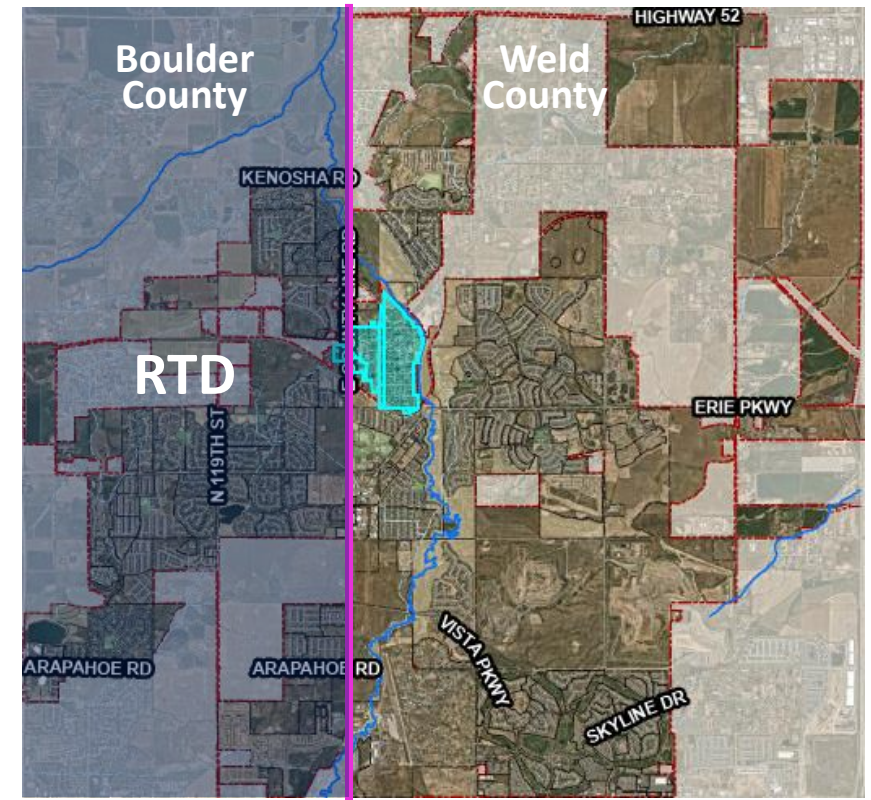 HIGHWAY 52
Boulder
County
Weld
County
KENOSHA RD
RTD
ERIE PKWY
N 119TH ST
VISTA PKWY
ARAPAHOE RD
ARAPAHOE RD
SKYLINE DR